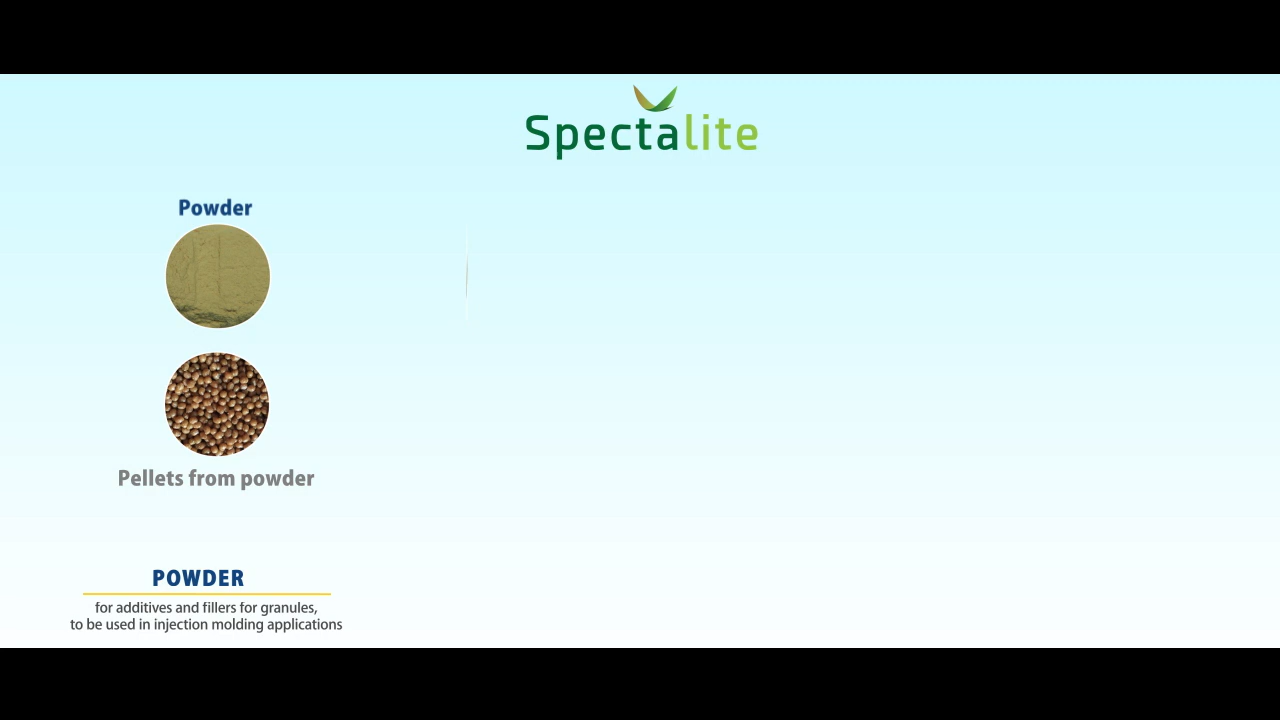 Spectalite
Powder
Pellets from powder
POWDER
for additives and fillers for granules,
to be used in injection molding applications